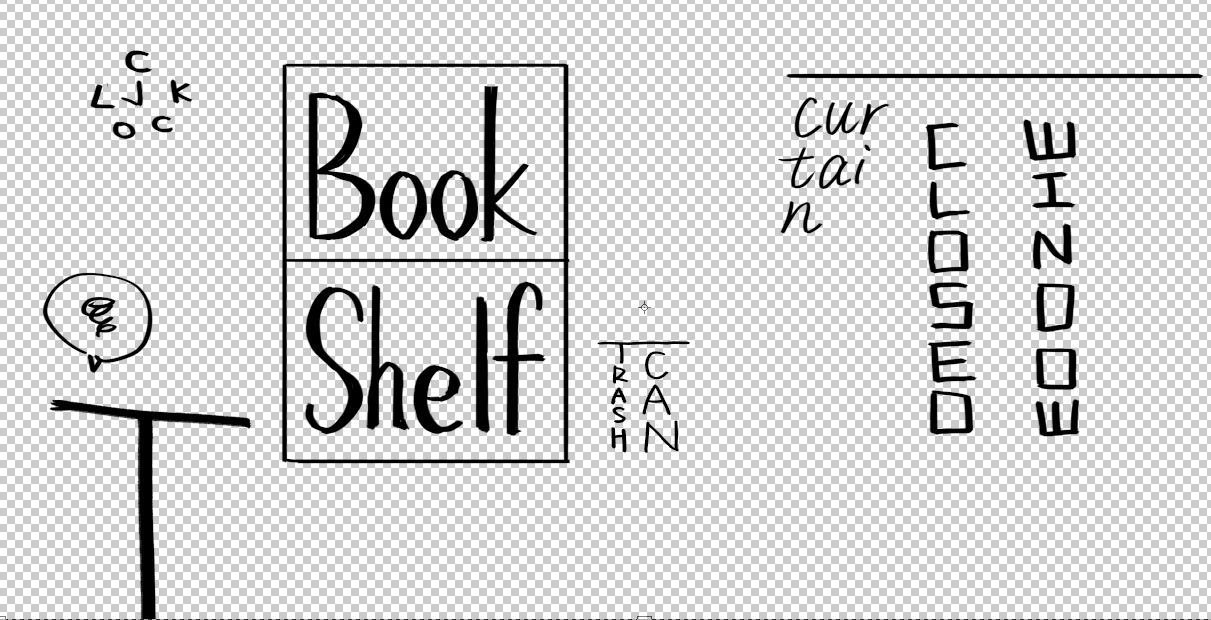 C
L K
O C
Book
Shelf
TRASH
CAN
cur
tai
n
CLOSED
WINDOW